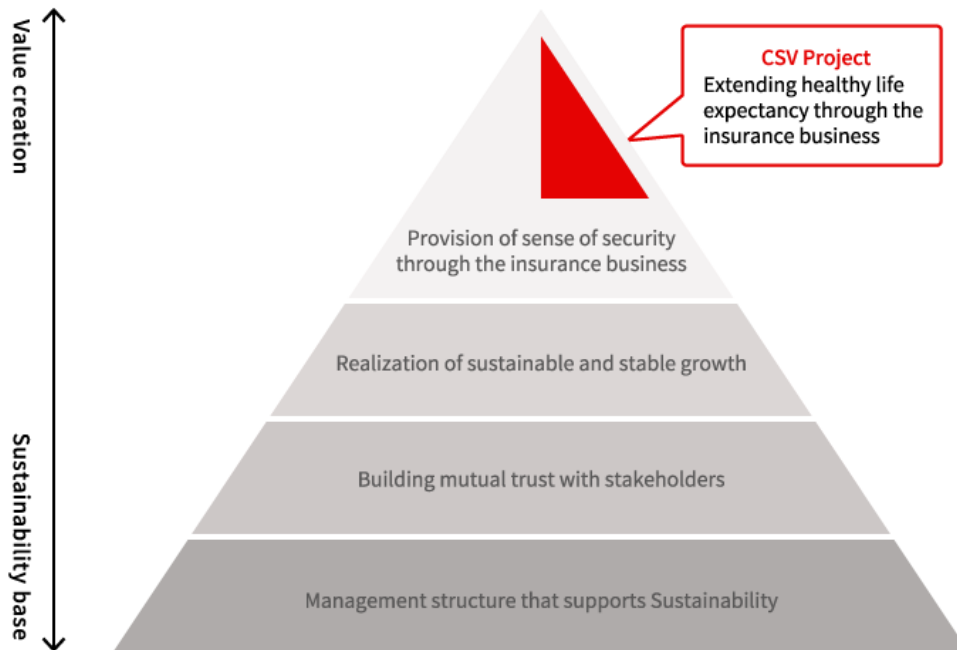 Value creation
Sustainability base
CSV Project
Extending healthy life
expectancy through the
insurance business
Provision of sense of security
through the insurance business
Realization of sustainable and stable growth
Building mutual trust with stakeholders
Management structure that supports Sustainability